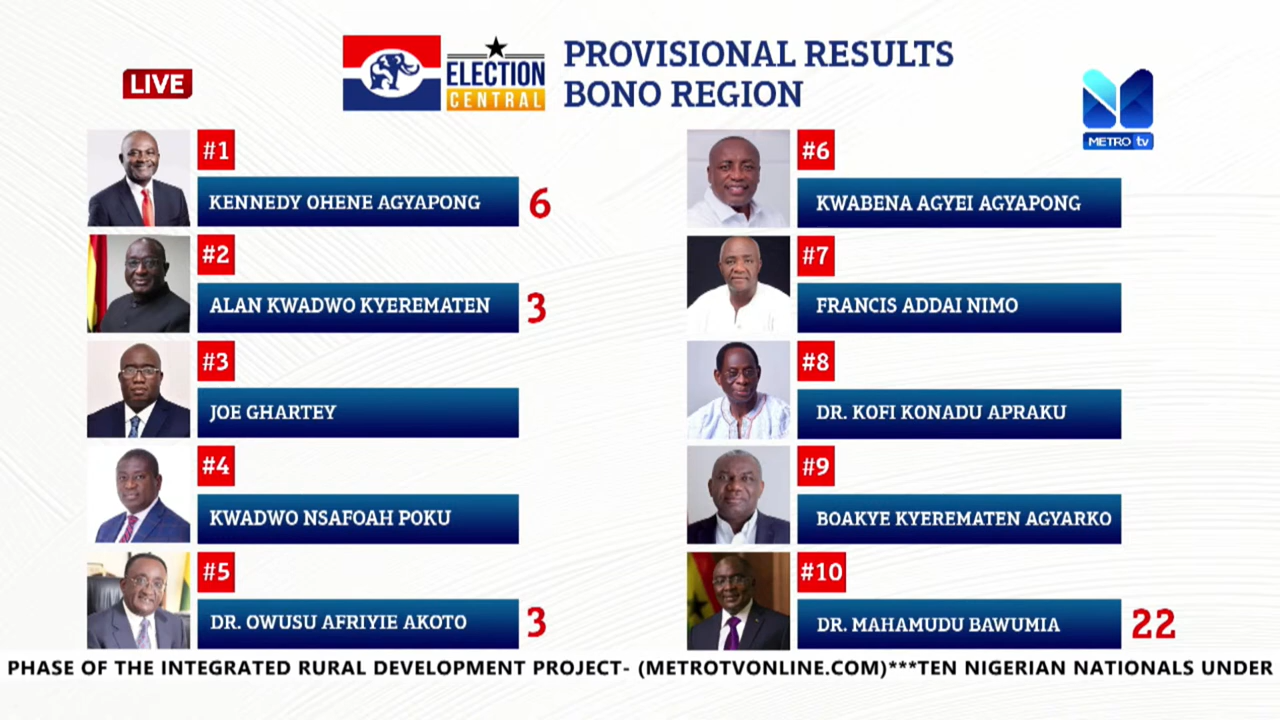 LIVE
ELECTION
CENTRAL
PROVISIONAL RESULTS
BONO REGION
METRO tv
#1
KENNEDY OHENE AGYAPONG 6
#2
ALAN KWADWO KYEREMATEN 3
#3
JOE GHARTEY
#4
KWADWO NSAFOAH POKU
#5
DR. OWUSU AFRIYIE AKOTO 3
#6
KWABENA AGYEI AGYAPONG
#7
FRANCIS ADDAI NIMO
#8
DR. KOFI KONADU APRAKU
#9
BOAKYE KYEREMATEN AGYARKO
#10
DR. MAHAMUDU BAWUMIA 22
PHASE OF THE INTEGRATED RURAL DEVELOPMENT PROJECT- (METROTVONLINE.COM)***TEN NIGERIAN NATIONALS UNDER